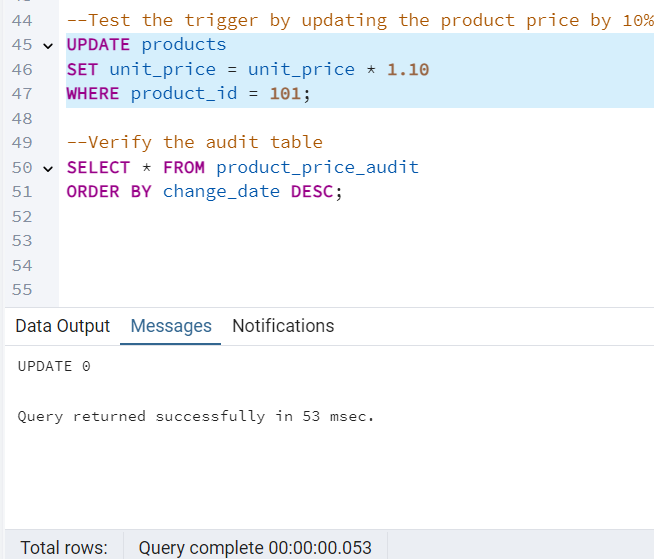 44 --Test the trigger by updating the product price by 10%
45 UPDATE products
46 SET unit_price = unit_price * 1.10
47 WHERE product_id = 101;
48
49 --Verify the audit table
50 SELECT * FROM product_price_audit
51 ORDER BY change_date DESC;
52
53
54
55
Data Output Messages Notifications
UPDATE 0
Query returned successfully in 53 msec.
Total rows: Query complete 00:00:00.053